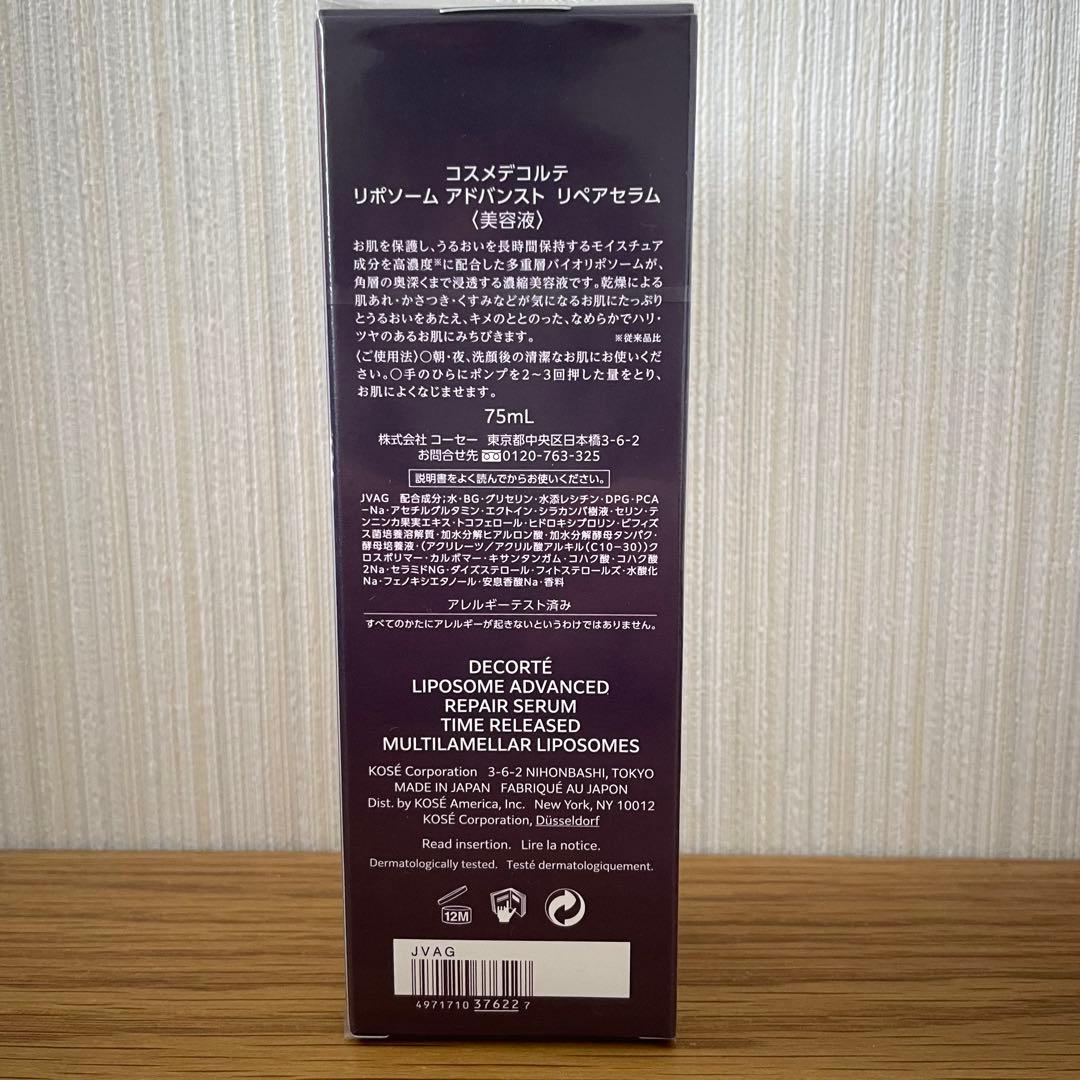 コスメデコルテ
リポソーム アドバンスト リペアセラム
〈美容液〉
お肌を保護し、うるおいを長時間保持するモイスチュア
成分を高濃度※に配合した多重層バイオリポソームが、
角層の奥深くまで浸透する濃縮美容液です。乾燥による
肌あれ・かさつき・くすみなどが気になるお肌にたっぷり
とうるおいをあたえ、キメのととのった、なめらかでハリ・
ツヤのあるお肌にみちびきます。 ※従来品比
〈ご使用法〉○朝・夜、洗顔後の清潔なお肌にお使いくだ
さい。○手のひらにポンプを2〜3回押した量をとり、
お肌によくなじませます。
75mL
株式会社 コーセー 東京都中央区日本橋3-6-2
お問合せ先 0120-763-325
説明書をよく読んでからお使いください。
JVAG 配合成分;水・BG・グリセリン・水添レシチン・DPG・PCA
-Na・アセチルグルタミン・エクトイン・シラカンバ樹液・セリン・テ
ンニンカ果実エキス・トコフェロール・ヒドロキシプロリン・ビフィズ
ス菌培養溶解質・加水分解ヒアルロン酸・加水分解酵母タンパク・
酵母培養液・(アクリレーツ/アクリル酸アルキル(C10-30))ク
ロスポリマー・カルボマー・キサンタンガム・コハク酸・コハク酸
2Na・セラミドNG・ダイズステロール・フィトステロールズ・水酸化
Na・フェノキシエタノール・安息香酸Na・香料
アレルギーテスト済み
すべてのかたにアレルギーが起きないというわけではありません。
DECORTÉ
LIPOSOME ADVANCED
REPAIR SERUM
TIME RELEASED
MULTILAMELLAR LIPOSOMES
KOSÉ Corporation 3-6-2 NIHONBASHI, TOKYO
MADE IN JAPAN FABRIQUÉ AU JAPON
Dist. by KOSÉ America, Inc. New York, NY 10012
KOSÉ Corporation, Düsseldorf
Read insertion. Lire la notice.
Dermatologically tested. Testé dermatologiquement.
12M
JVAG
4971710 37622 7